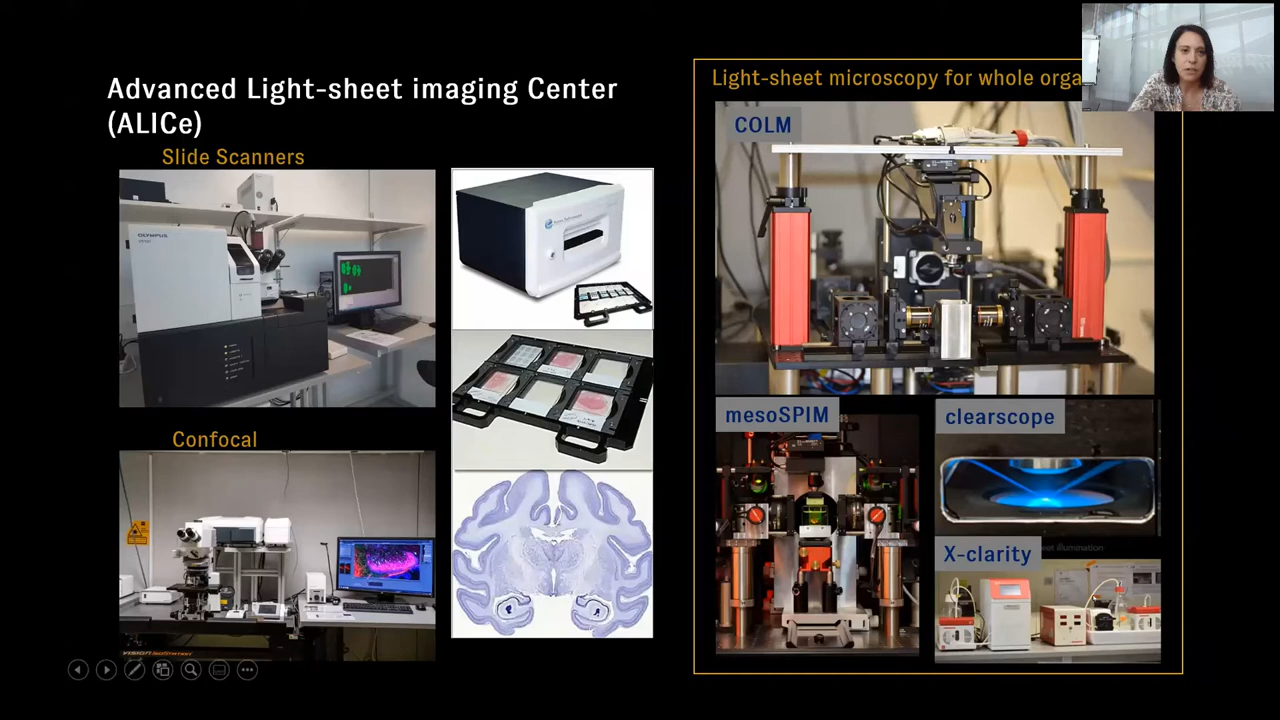 Advanced Light-sheet imaging Center
(ALICe)
Slide Scanners
OLYMPUS
Confocal
Light-sheet microscopy for whole orga
COLM
mesoSPIM
clearscope
X-clarity